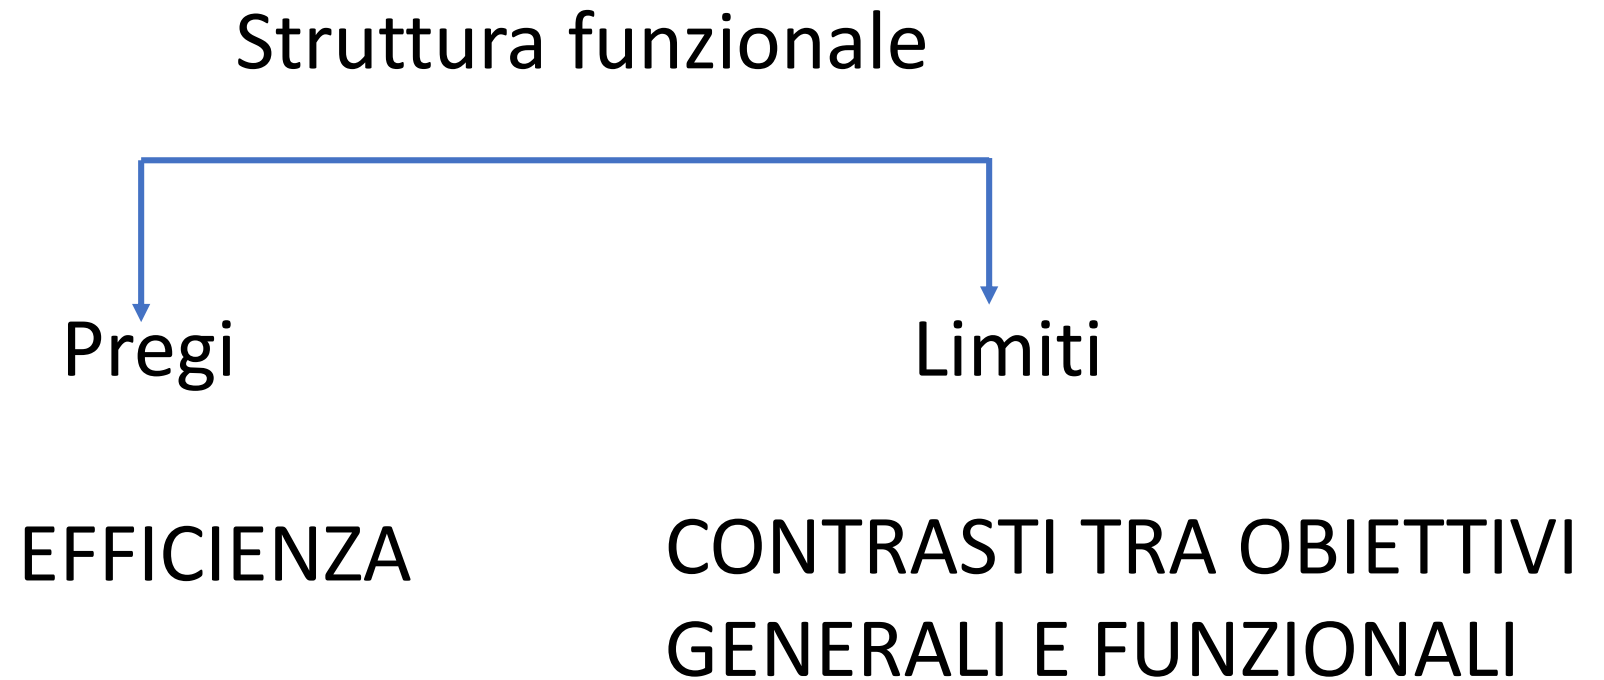 Struttura funzionale
Pregi
Limiti
EFFICIENZA
CONTRASTI TRA OBIETTIVI
GENERALI E FUNZIONALI